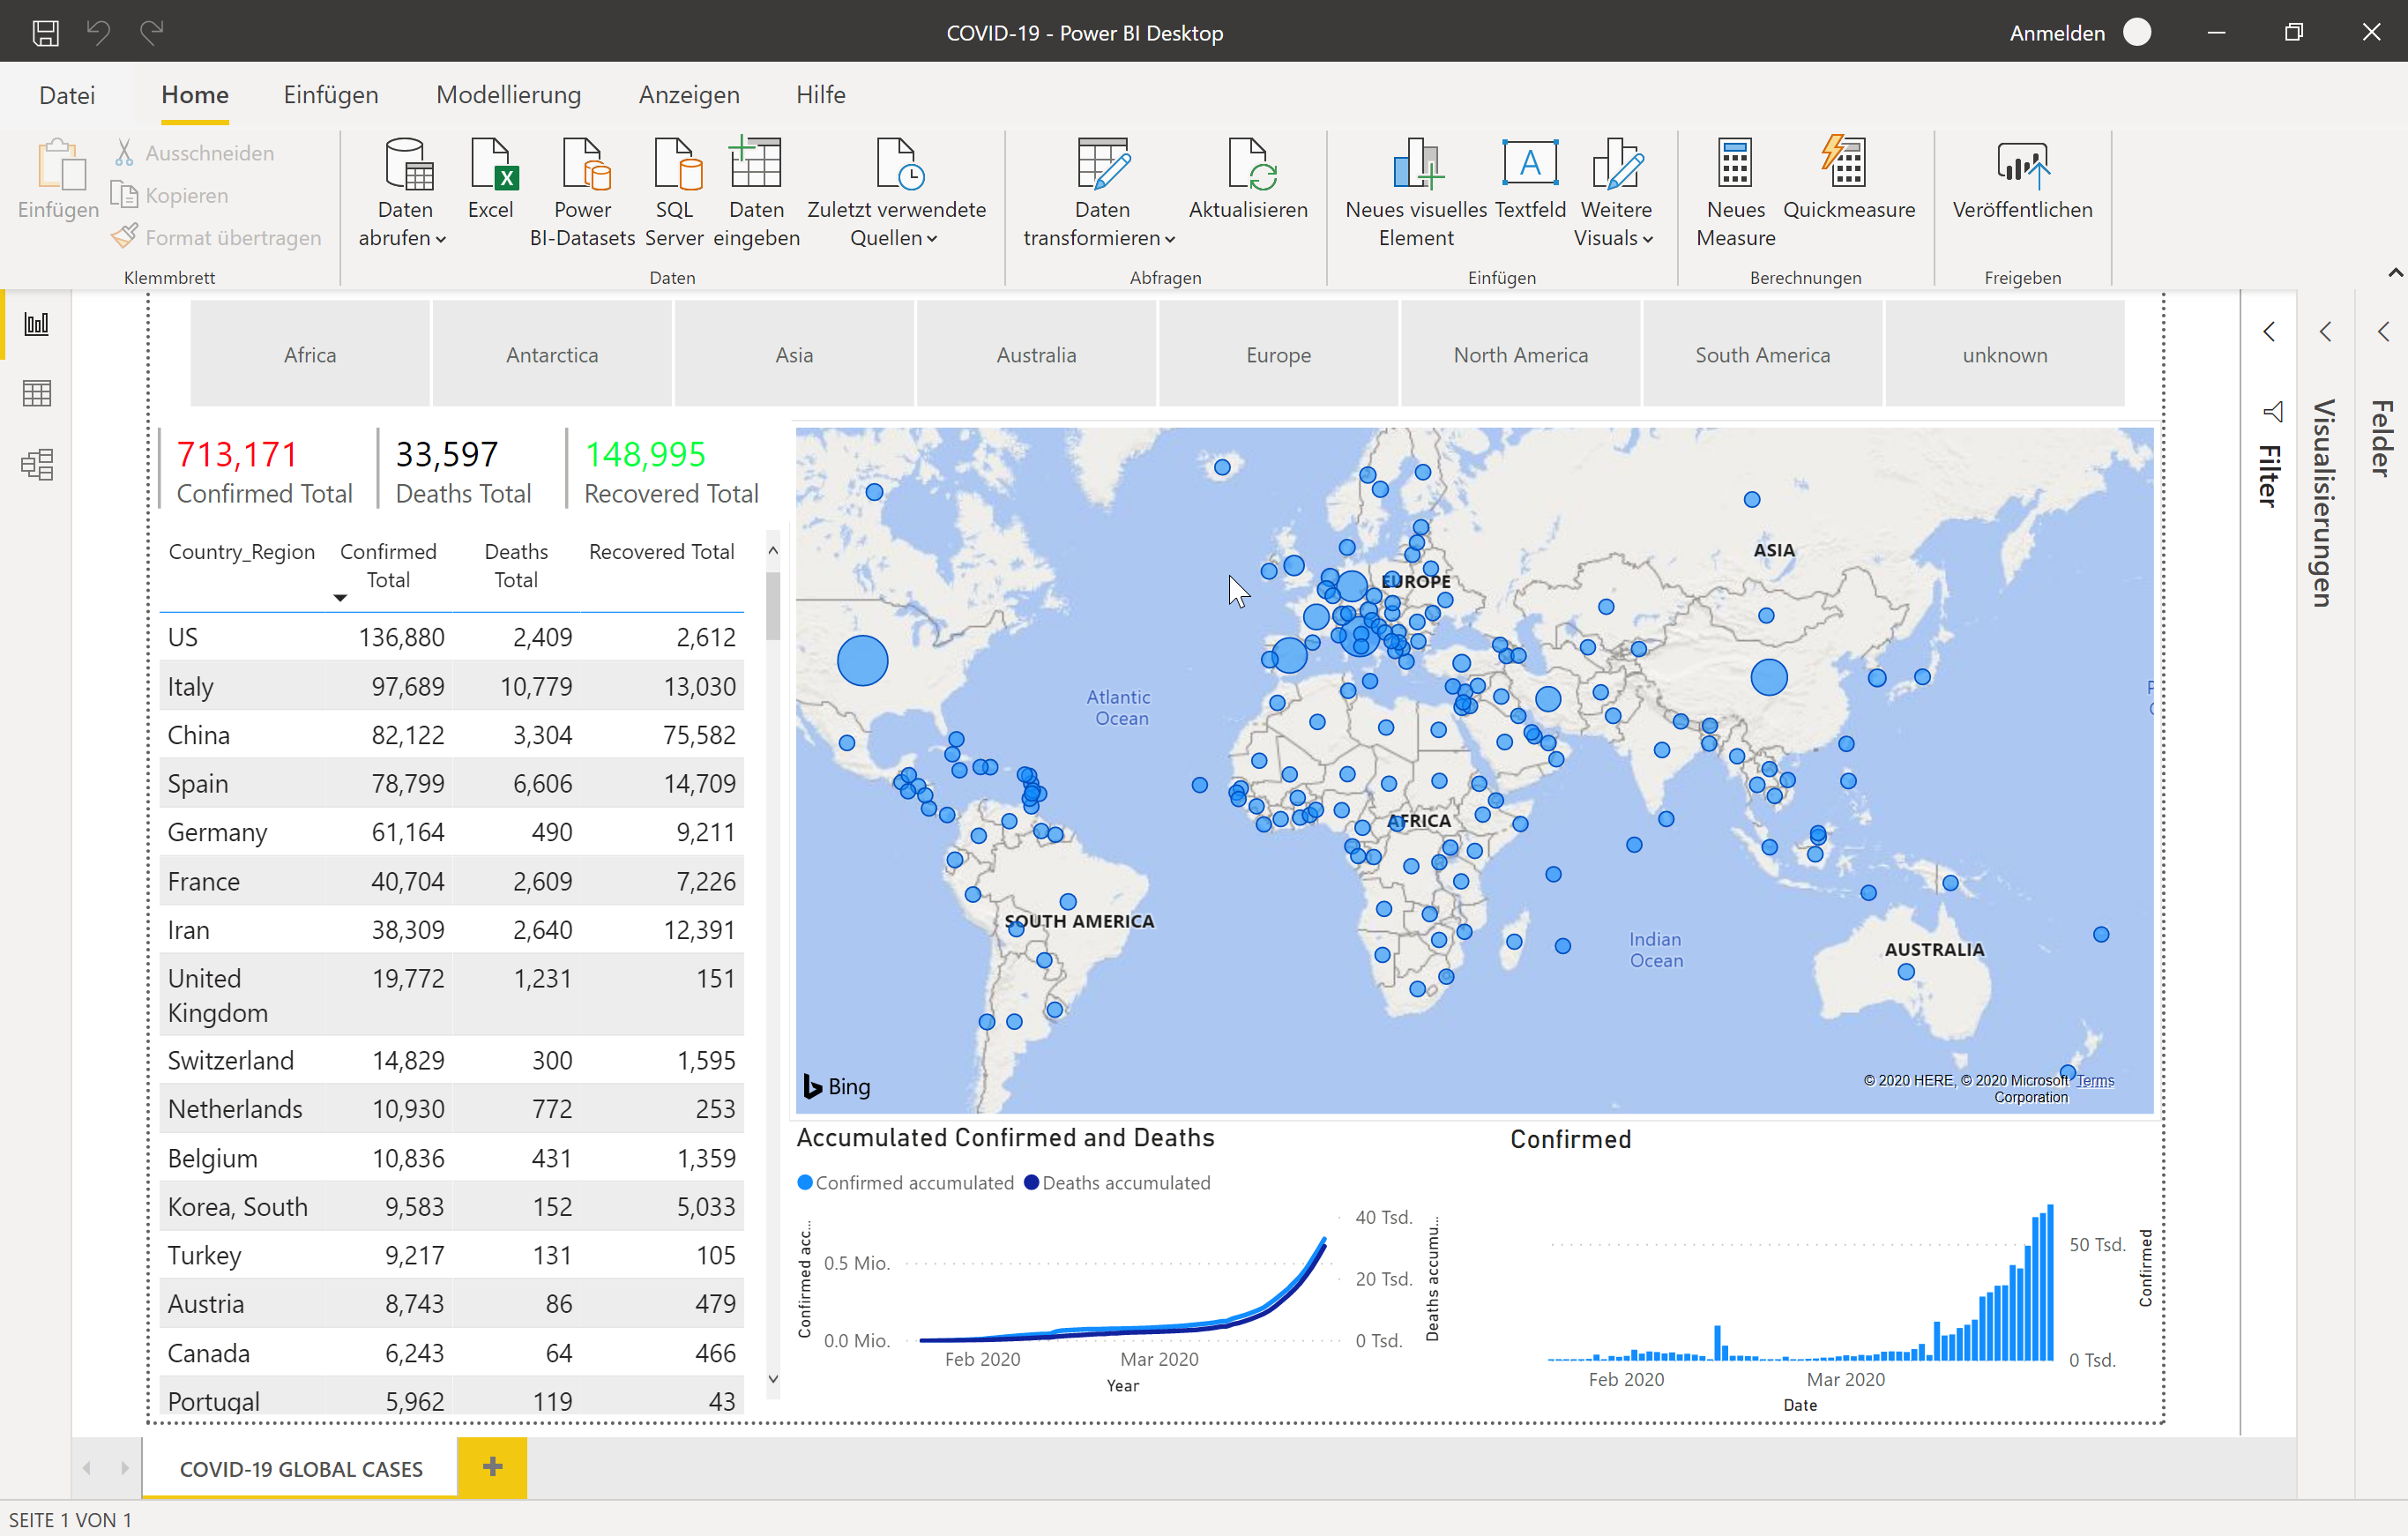 COVID-19 - Power BI Desktop
Anmelden
Datei Home Einfügen Modellierung Anzeigen Hilfe
Einfügen
Ausschneiden
Kopieren
Format übertragen
Klemmbrett
Daten
abrufen
Excel
Power
BI-Datasets
SQL
Server
Daten
eingeben
Zuletzt verwendete
Quellen
Daten
Daten
transformieren
Aktualisieren
Abfragen
Neues visuelles
Element
Textfeld
Weitere
Visuals
Einfügen
Neues
Measure
Quickmeasure
Berechnungen
Veröffentlichen
Freigeben
Africa Antarctica Asia Australia Europe North America South America unknown
713,171
Confirmed Total
33,597
Deaths Total
148,995
Recovered Total
Country_Region
Confirmed
Total
Deaths
Total
Recovered Total
US 136,880 2,409 2,612
Italy 97,689 10,779 13,030
China 82,122 3,304 75,582
Spain 78,799 6,606 14,709
Germany 61,164 490 9,211
France 40,704 2,609 7,226
Iran 38,309 2,640 12,391
United
Kingdom
19,772 1,231 151
Switzerland 14,829 300 1,595
Netherlands 10,930 772 253
Belgium 10,836 431 1,359
Korea, South 9,583 152 5,033
Turkey 9,217 131 105
Austria 8,743 86 479
Canada 6,243 64 466
Portugal 5,962 119 43
ASIA
EUROPE
Atlantic
Ocean
AFRICA
SOUTH AMERICA
Indian
Ocean
AUSTRALIA
Bing
© 2020 HERE, © 2020 Microsoft Terms
Corporation
Accumulated Confirmed and Deaths
Confirmed accumulated Deaths accumulated
Confirmed acc...
0.5 Mio.
0.0 Mio.
40 Tsd.
20 Tsd.
0 Tsd.
Deaths accumu...
Feb 2020 Mar 2020
Year
Confirmed
50 Tsd.
0 Tsd.
Confirmed
Feb 2020 Mar 2020
Date
Filter
Visualisierungen
Felder
COVID-19 GLOBAL CASES
SEITE 1 VON 1